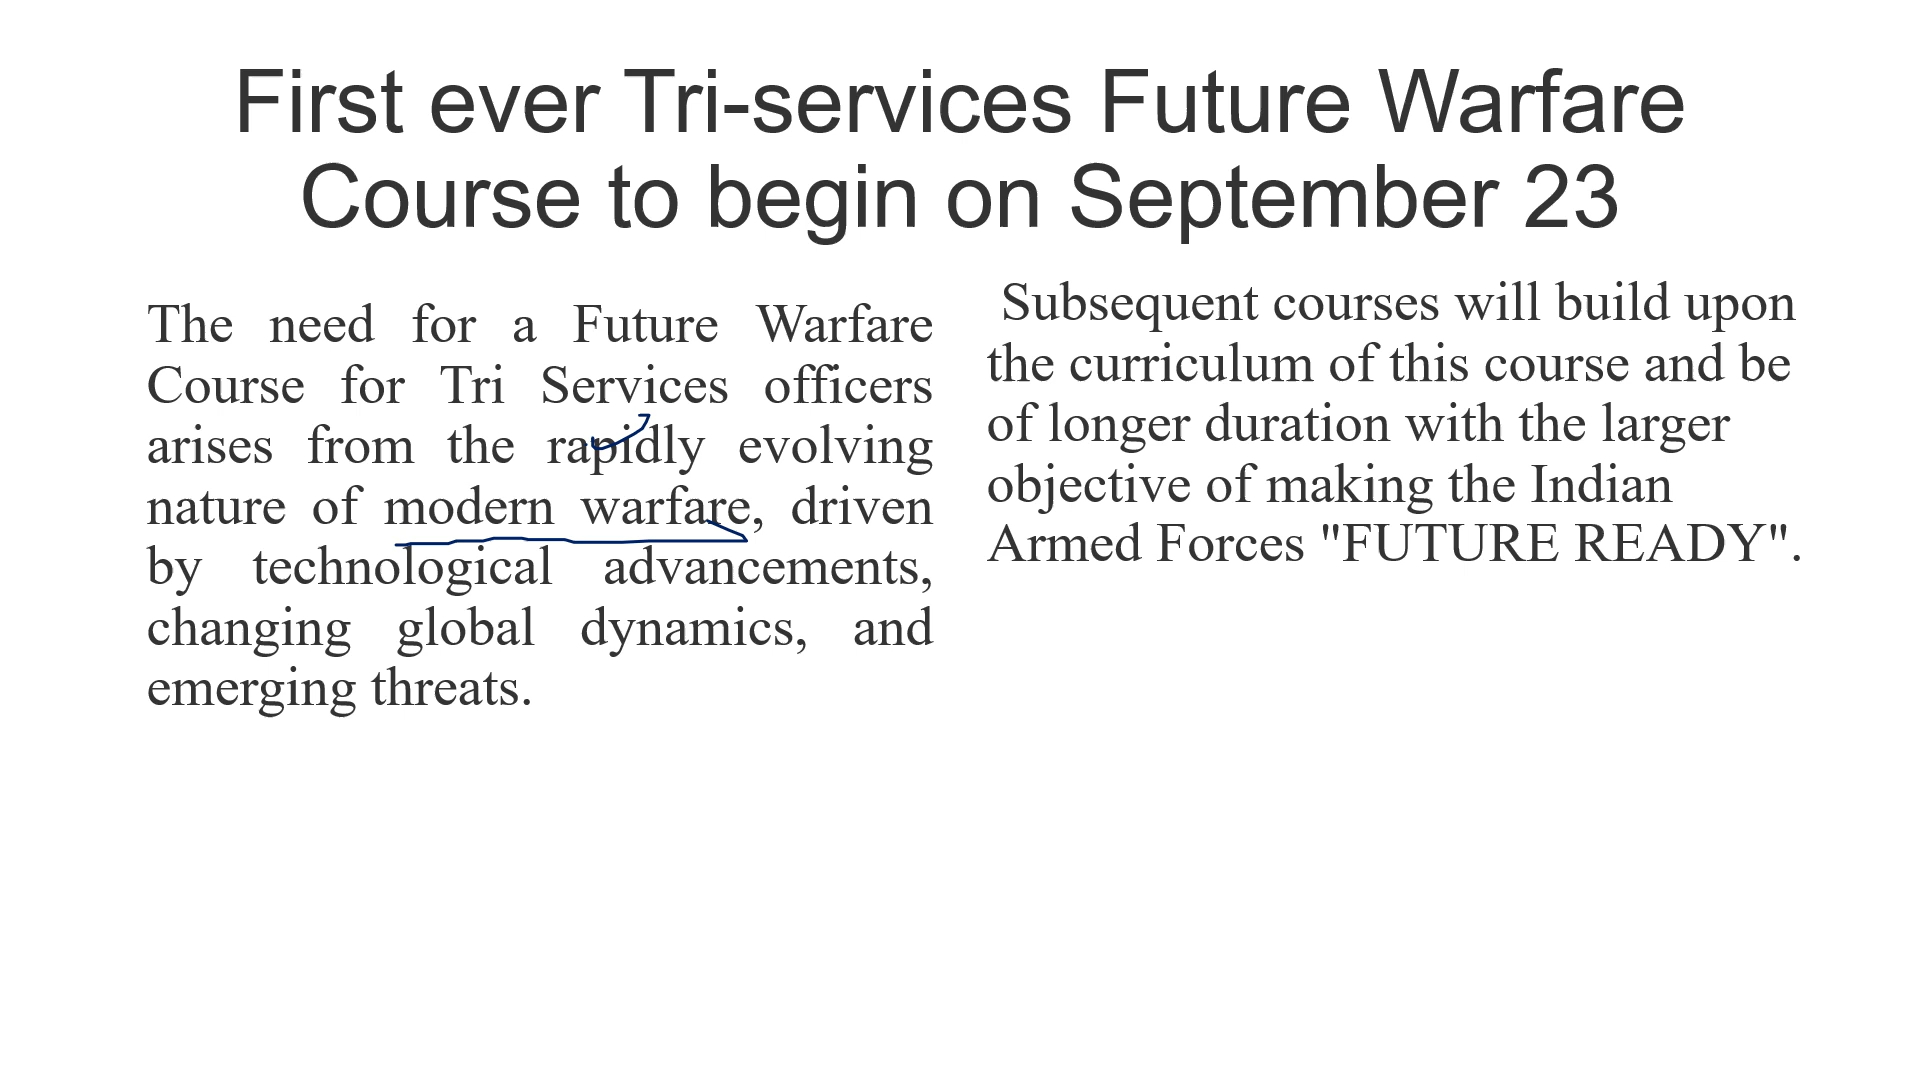 First ever Tri-services Future Warfare
Course to begin on September 23
The need for a Future Warfare
Course for Tri Services officers
arises from the rapidly evolving
nature of modern warfare, driven
by technological advancements,
changing global dynamics, and
emerging threats.
Subsequent courses will build upon
the curriculum of this course and be
of longer duration with the larger
objective of making the Indian
Armed Forces "FUTURE READY".